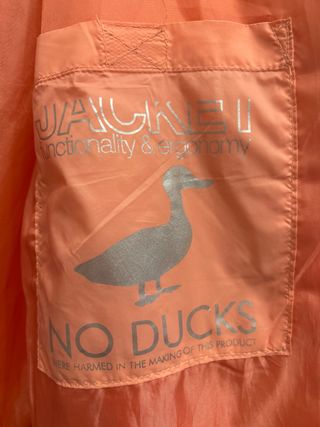 JACKET
functionality & ergonomy
NO DUCKS
WERE HARMED IN THE MAKING OF THIS PRODUCT